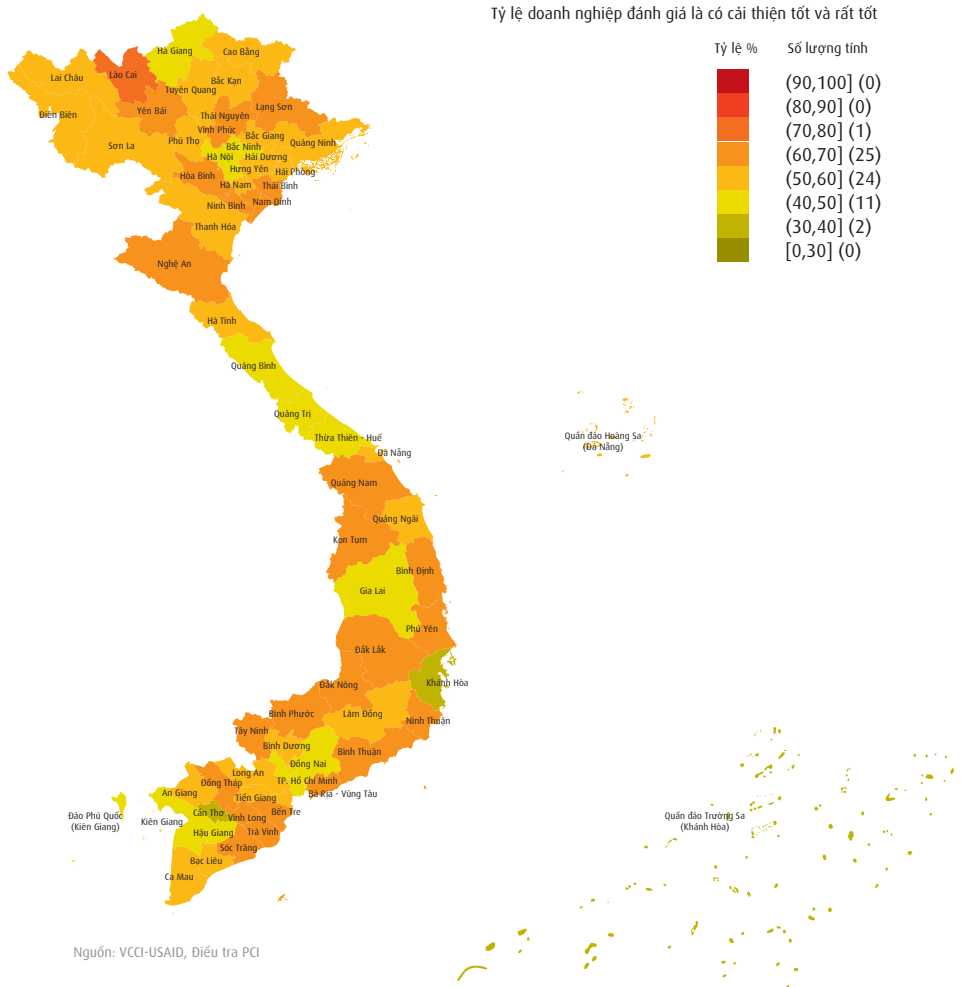 Tỷ lệ doanh nghiệp đánh giá là có cải thiện tốt và rất tốt
Tỷ lệ % Số lượng tỉnh
(90,100] (0)
(80,90] (0)
(70,80] (1)
(60,70] (25)
(50,60] (24)
(40,50] (11)
(30,40] (2)
[0,30] (0)
Hà Giang
Cao Bằng
Lào Cai
Lai Châu
Bắc Kạn
Tuyên Quang
Lạng Sơn
Điện Biên
Yên Bái
Thái Nguyên
Vĩnh Phúc
Bắc Giang
Phú Thọ
Quảng Ninh
Sơn La
Bắc Ninh
Hà Nội
Hải Dương
Hưng Yên
Hải Phòng
Hòa Bình
Hà Nam
Thái Bình
Ninh Bình
Nam Định
Thanh Hóa
Nghệ An
Hà Tĩnh
Quảng Bình
Quảng Trị
Thừa Thiên - Huế
Đà Nẵng
Quần đảo Hoàng Sa
(Đà Nẵng)
Quảng Nam
Quảng Ngãi
Kon Tum
Bình Định
Gia Lai
Phú Yên
Đắk Lắk
Khánh Hòa
Đắk Nông
Bình Phước
Lâm Đồng
Ninh Thuận
Tây Ninh
Bình Dương
Bình Thuận
Đồng Nai
Long An
TP. Hồ Chí Minh
Đồng Tháp
Bà Rịa - Vũng Tàu
An Giang
Tiền Giang
Cần Thơ
Vĩnh Long
Bến Tre
Đảo Phú Quốc
(Kiên Giang)
Kiên Giang
Quần đảo Trường Sa
(Khánh Hòa)
Hậu Giang
Trà Vinh
Sóc Trăng
Bạc Liêu
Cà Mau
Nguồn: VCCI-USAID, Điều tra PCI